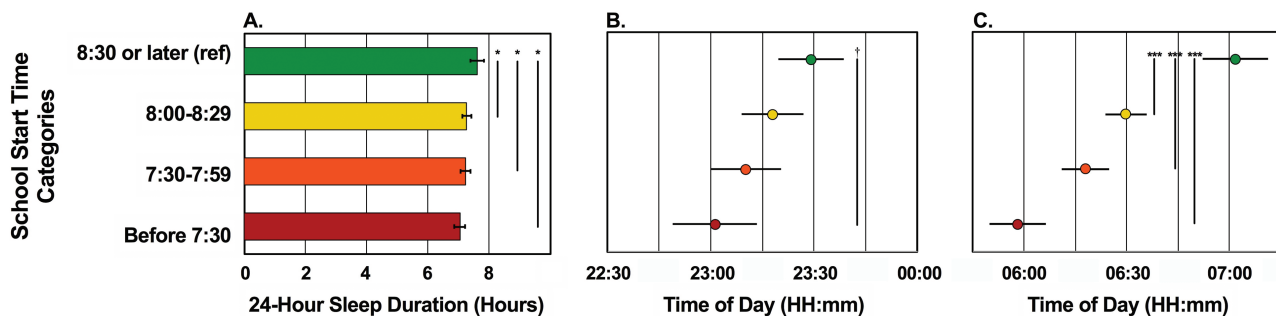 A.
B.
C.
School Start Time
Categories
8:30 or later (ref)
8:00-8:29
7:30-7:59
Before 7:30
* * *
†
*** *** ***
0 2 4 6 8
22:30 23:00 23:30 00:00
06:00 06:30 07:00
24-Hour Sleep Duration (Hours)
Time of Day (HH:mm)
Time of Day (HH:mm)